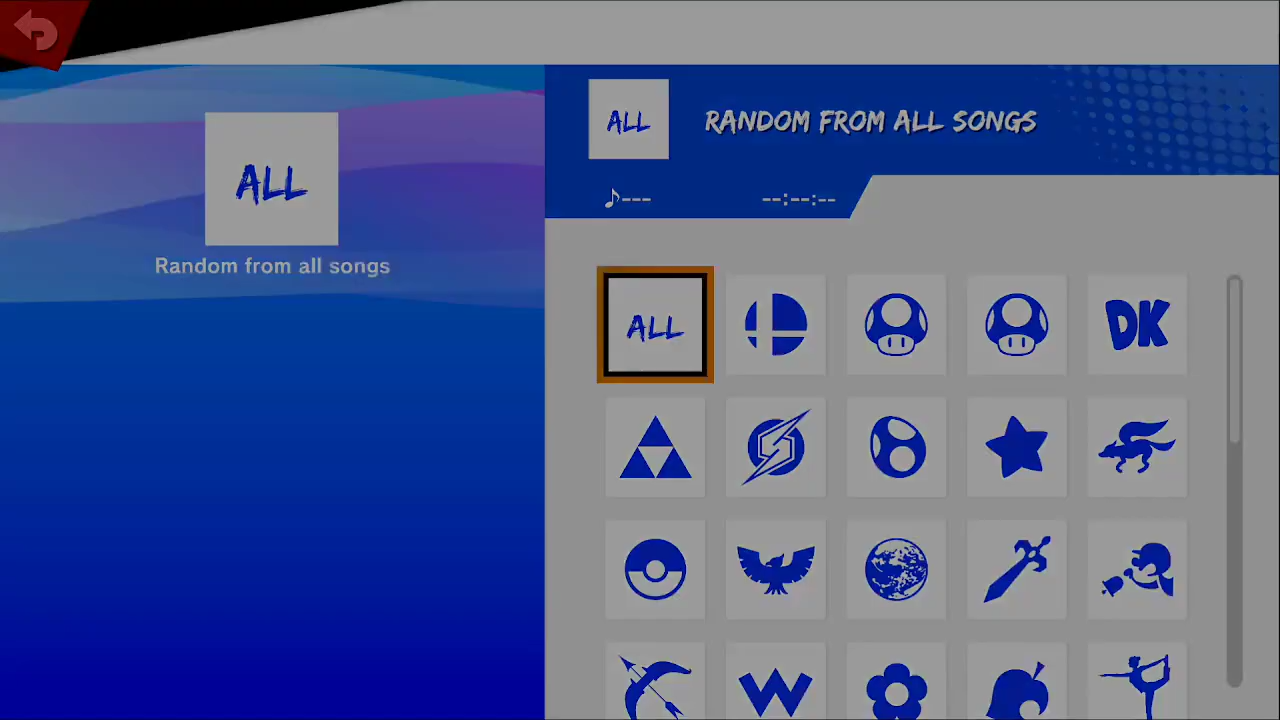 ALL
Random from all songs
ALL
RANDOM FROM ALL SONGS
♪---
--:--:--
ALL
DK
W